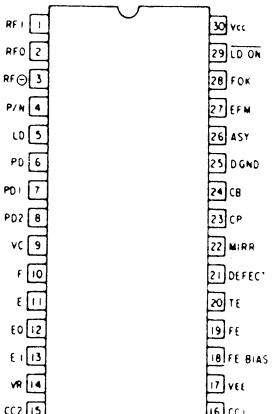 RF I 1 30 Vcc
RFO 2 29 LD ON
RF⊖ 3 28 FOK
P/N 4 27 EFM
LD 5 26 ASY
PD 6 25 DGND
PD1 7 24 CB
PD2 8 23 CP
VC 9 22 MIRR
F 10 21 DEFECT
E 11 20 TE
EO 12 19 FE
E I 13 18 FE BIAS
VR 14 17 VEE
CC2 15 16 CC1